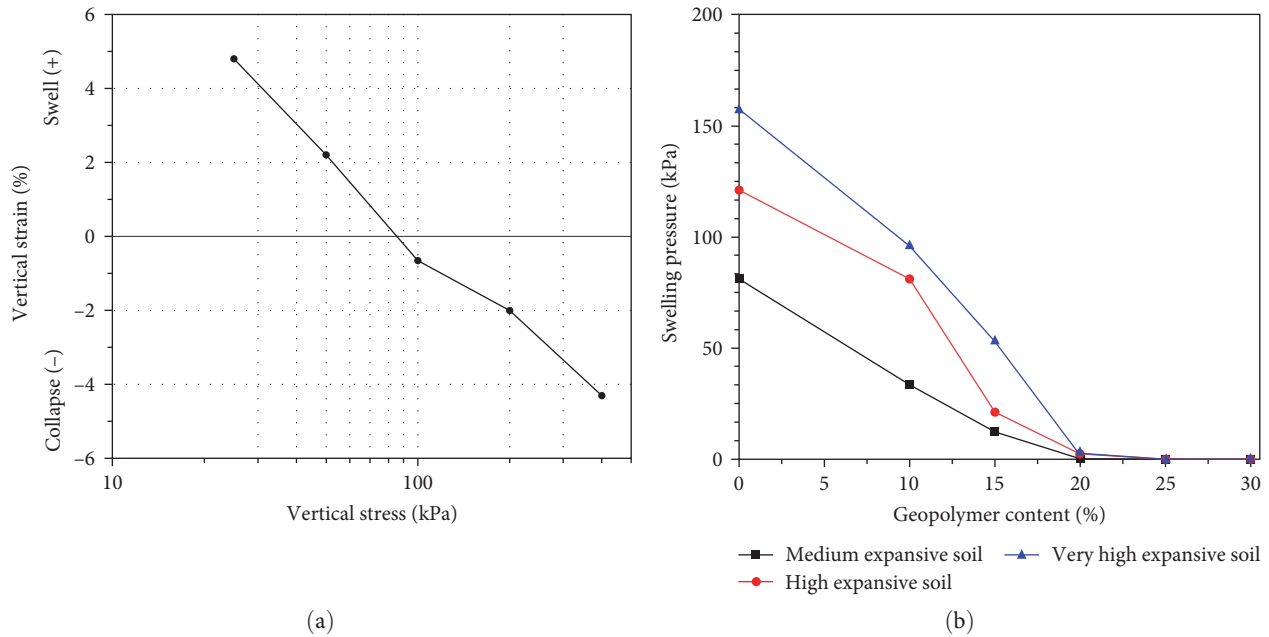 6
4
2
0
−2
−4
−6
Swell (+)
Vertical strain (%)
Collapse (−)
10
100
Vertical stress (kPa)
(a)
200
150
100
50
0
Swelling pressure (kPa)
0
5
10
15
20
25
30
Geopolymer content (%)
Medium expansive soil
High expansive soil
Very high expansive soil
(b)